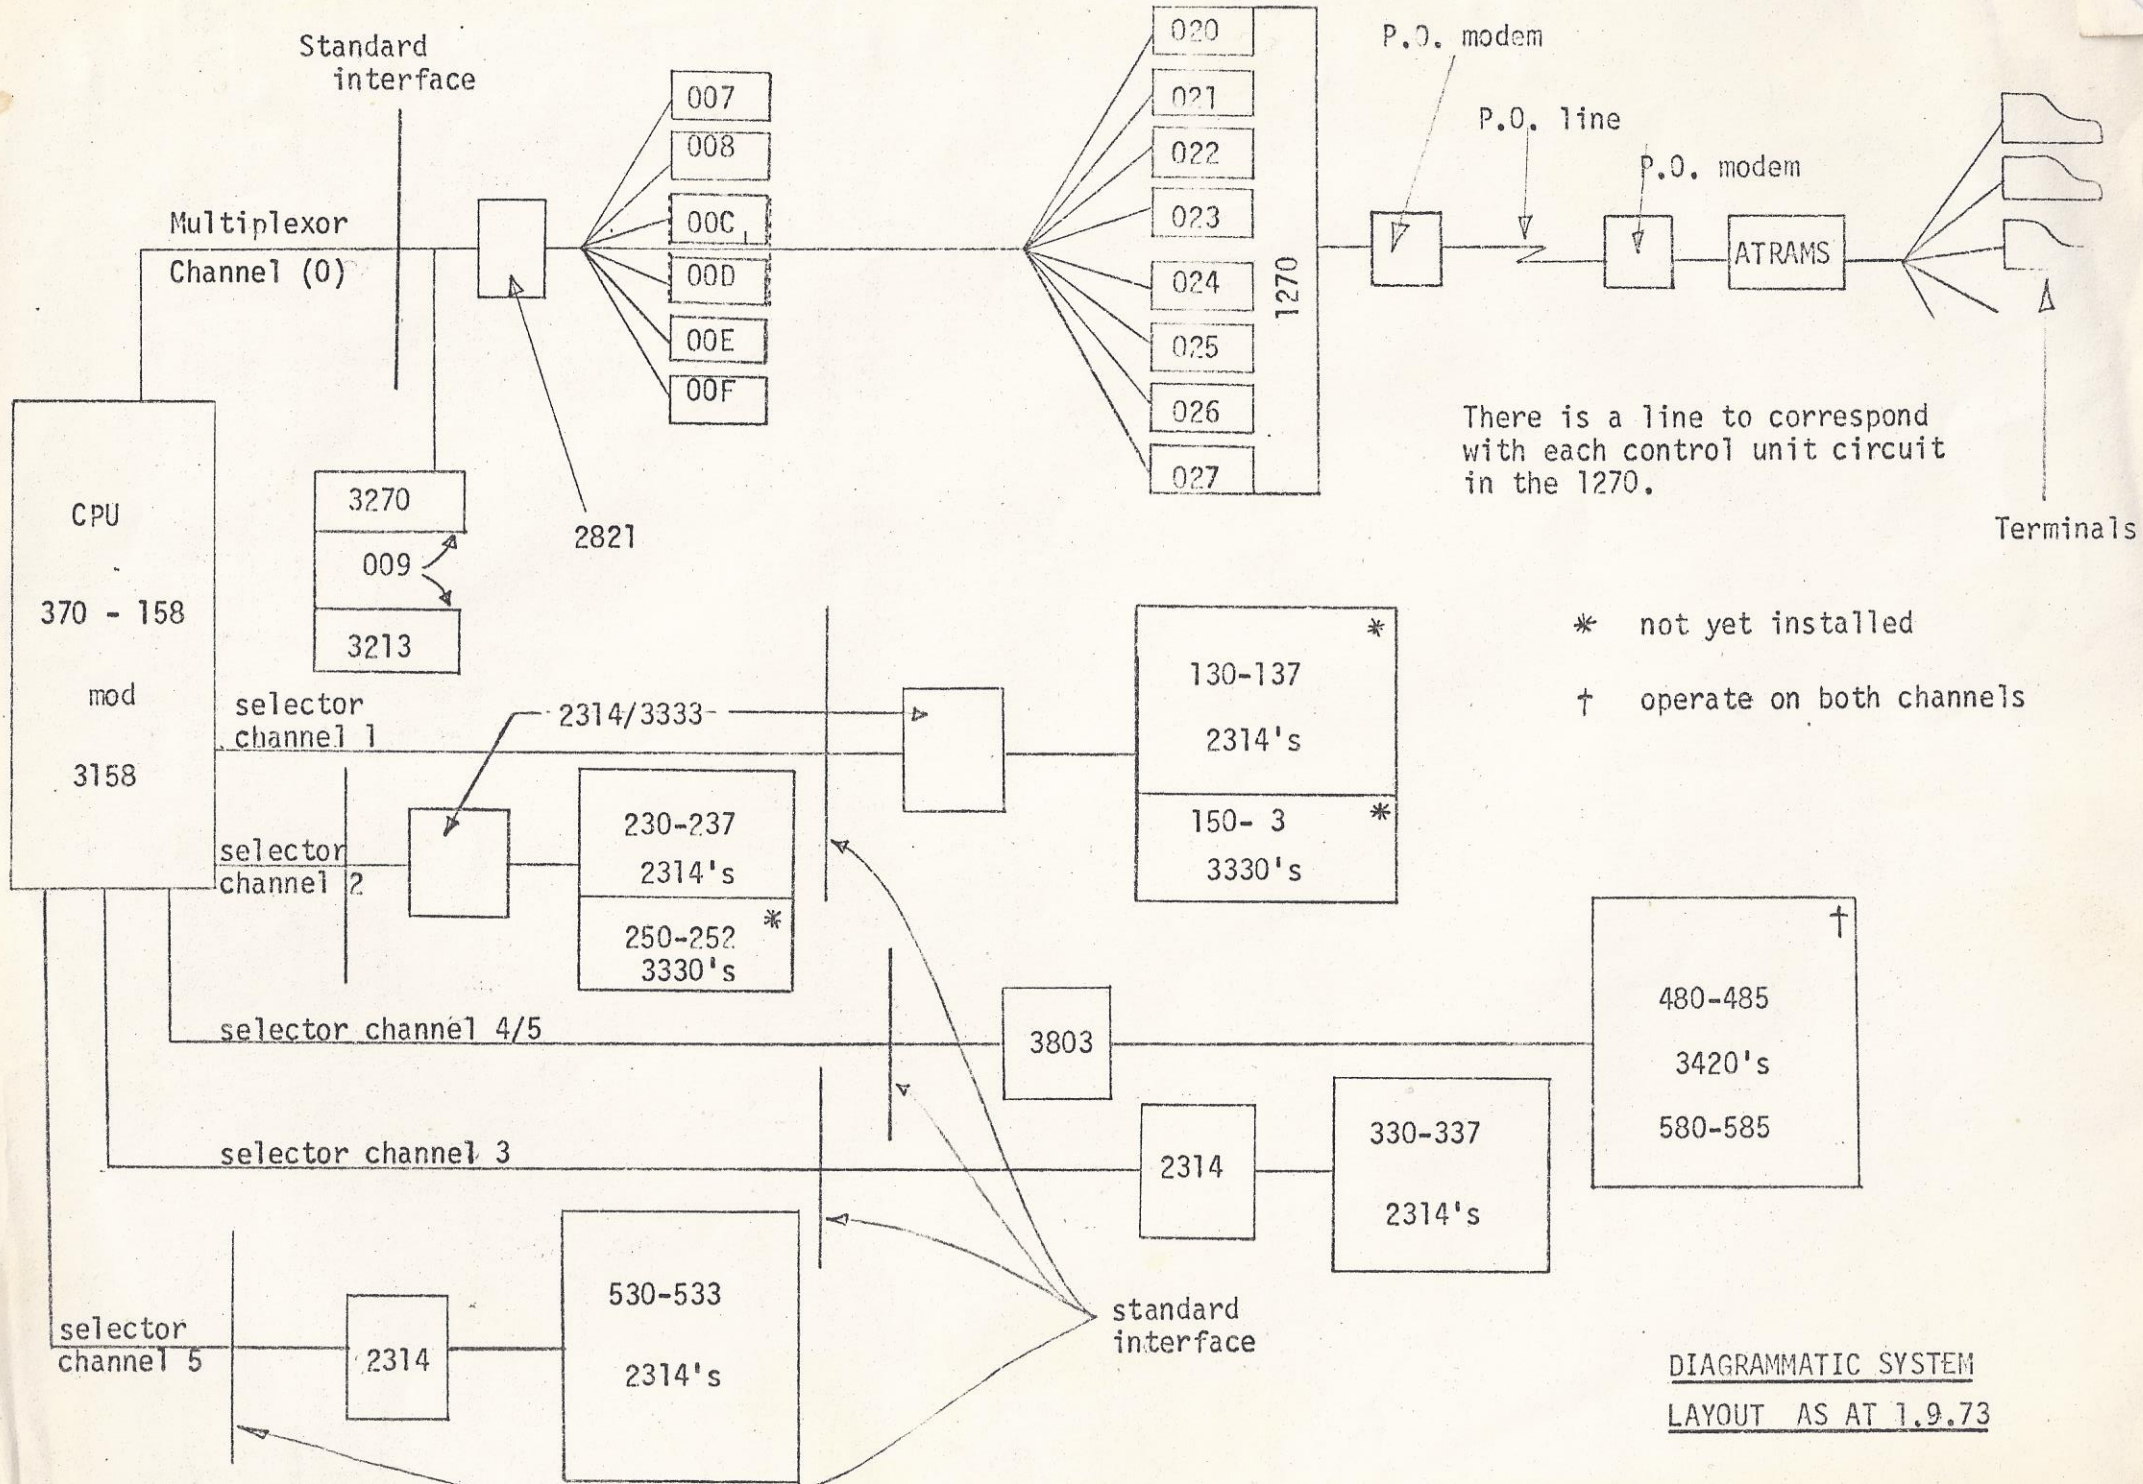 Standard
interface
007
008
00C
00D
00E
00F
020
021
022
023
024
025
026
027
1270
P.O. modem
P.O. line
P.O. modem
ATRAMS
Multiplexor
Channel (0)
There is a line to correspond
with each control unit circuit
in the 1270.
Terminals
2821
3270
009
3213
CPU
370 - 158
mod
3158
* not yet installed
† operate on both channels
selector
channel 1
2314/3333
*
130-137
2314's
150- 3 *
3330's
selector
channel 2
230-237
2314's
*
250-252
3330's
selector channel 4/5
3803
†
480-485
3420's
580-585
selector channel 3
2314
330-337
2314's
selector
channel 5
2314
530-533
2314's
standard
interface
DIAGRAMMATIC SYSTEM
LAYOUT AS AT 1.9.73